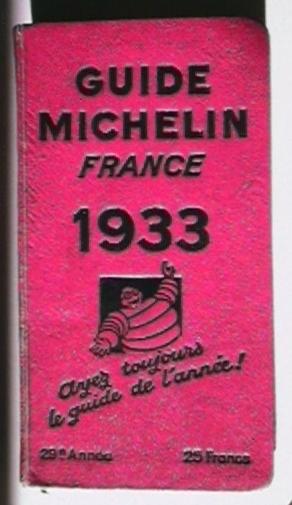 GUIDE
MICHELIN
FRANCE
1933
Ayez toujours
le guide de l'année!
29e Année
25 Francs